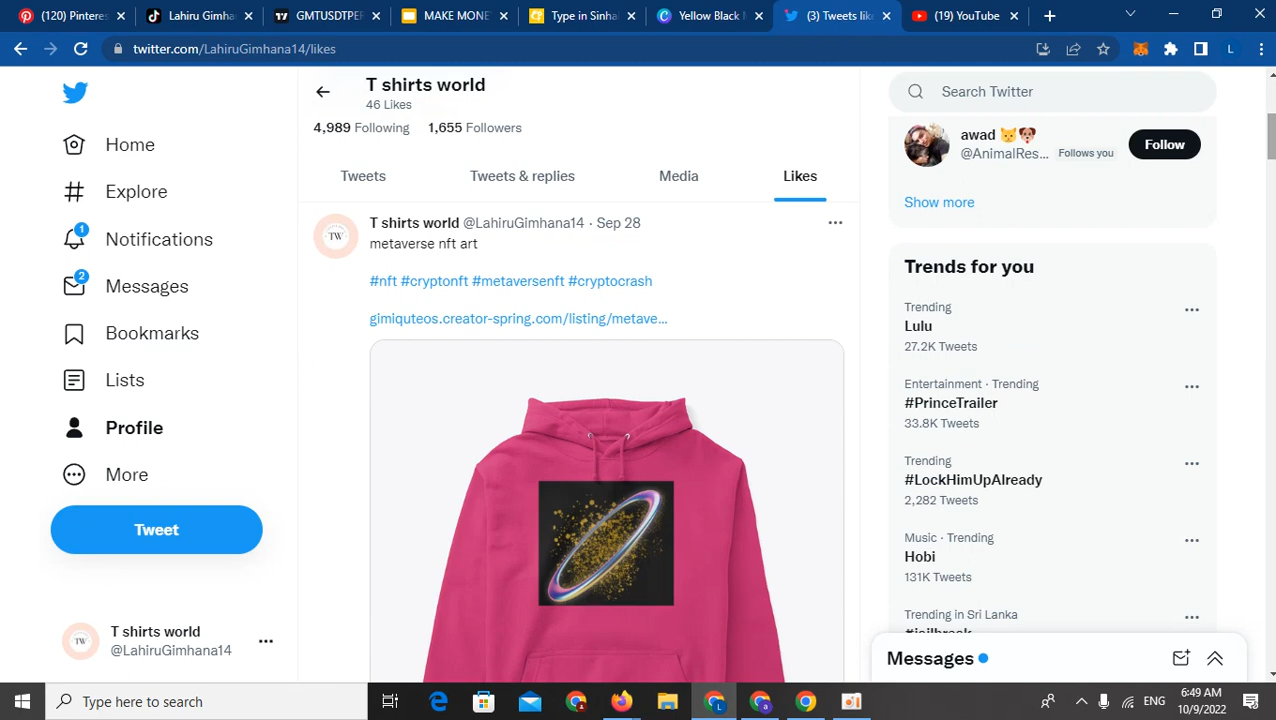 (120) Pinteres
Lahiru Gimha
GMTUSDTPER
MAKE MONE
Type in Sinha
Yellow Black M
(3) Tweets lik
(19) YouTube
twitter.com/LahiruGimhana14/likes
L
Home
Explore
1
Notifications
2
Messages
Bookmarks
Lists
Profile
More
Tweet
TW
T shirts world
@LahiruGimhana14
T shirts world
46 Likes
4,989 Following 1,655 Followers
Tweets Tweets & replies Media Likes
TW
T shirts world @LahiruGimhana14 · Sep 28
metaverse nft art
#nft #cryptonft #metaversenft #cryptocrash
gimiquteos.creator-spring.com/listing/metave...
Search Twitter
awad
@AnimalRes... Follows you
Follow
Show more
Trends for you
Trending
Lulu
27.2K Tweets
Entertainment · Trending
#PrinceTrailer
33.8K Tweets
Trending
#LockHimUpAlready
2,282 Tweets
Music · Trending
Hobi
131K Tweets
Trending in Sri Lanka
#jailbreak
Messages
Type here to search
ENG
6:49 AM
10/9/2022